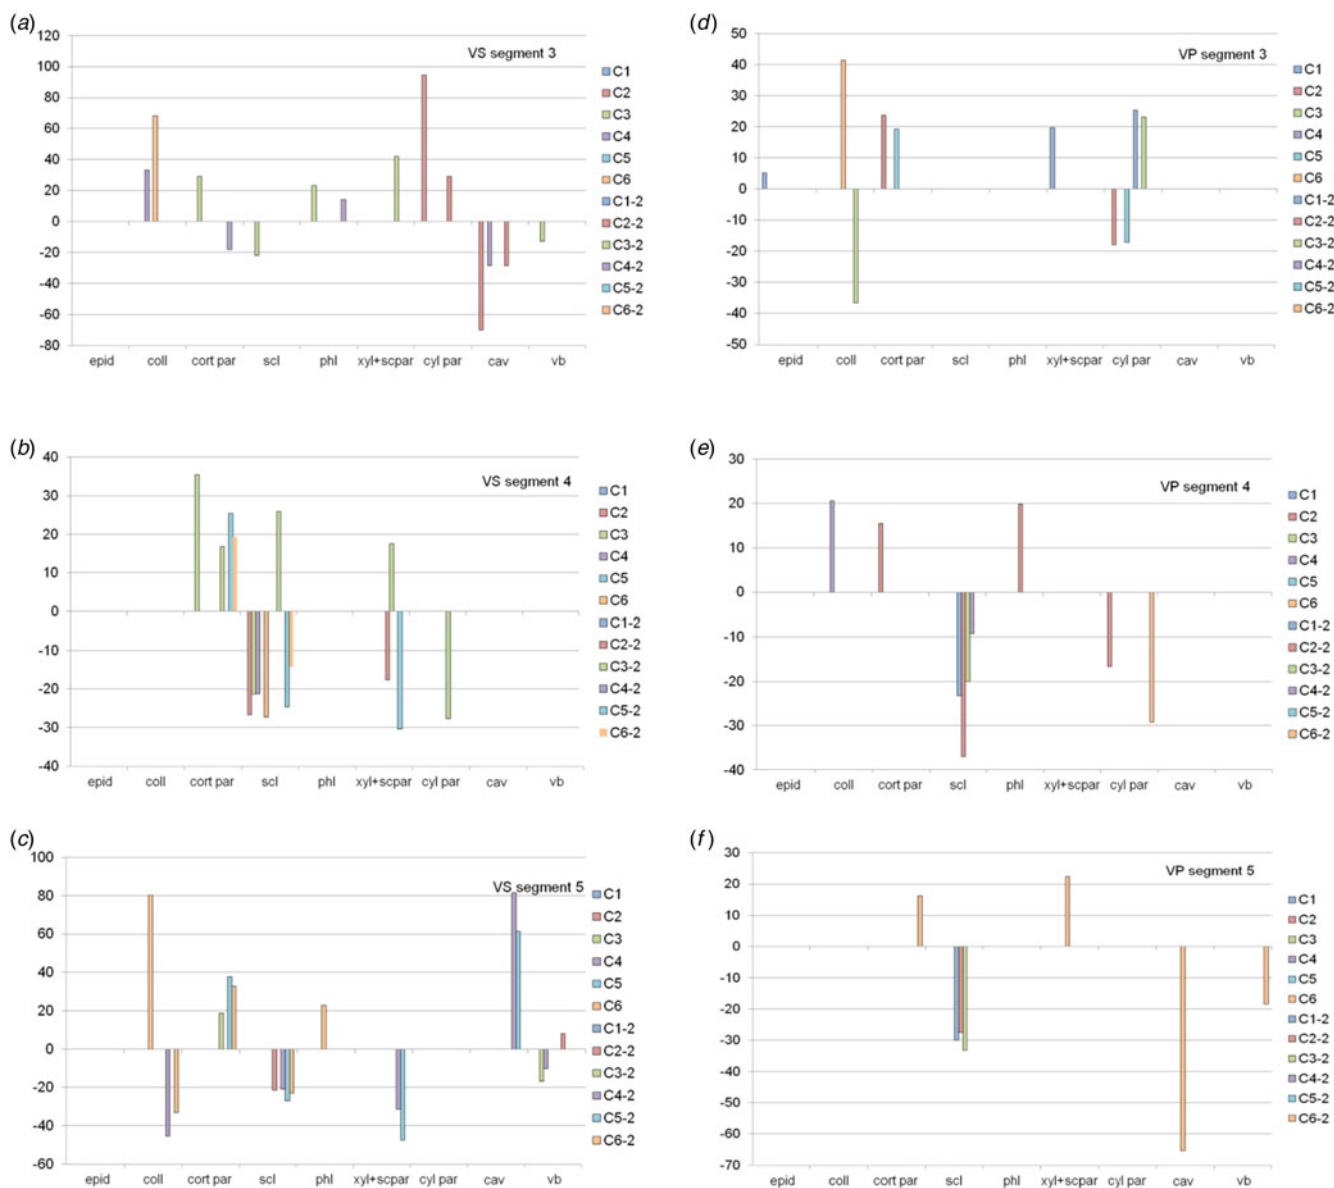 (a)
120
100
80
60
40
20
0
-20
-40
-60
-80
VS segment 3
epid coll cort par scl phl xyl+scpar cyl par cav vb
C1
C2
C3
C4
C5
C6
C1-2
C2-2
C3-2
C4-2
C5-2
C6-2
(d)
50
40
30
20
10
0
-10
-20
-30
-40
-50
VP segment 3
epid coll cort par scl phl xyl+scpar cyl par cav vb
C1
C2
C3
C4
C5
C6
C1-2
C2-2
C3-2
C4-2
C5-2
C6-2
(b)
40
30
20
10
0
-10
-20
-30
-40
VS segment 4
epid coll cort par scl phl xyl+scpar cyl par cav vb
C1
C2
C3
C4
C5
C6
C1-2
C2-2
C3-2
C4-2
C5-2
C6-2
(e)
30
20
10
0
-10
-20
-30
-40
VP segment 4
epid coll cort par scl phl xyl+scpar cyl par cav vb
C1
C2
C3
C4
C5
C6
C1-2
C2-2
C3-2
C4-2
C5-2
C6-2
(c)
100
80
60
40
20
0
-20
-40
-60
VS segment 5
epid coll cort par scl phl xyl+scpar cyl par cav vb
C1
C2
C3
C4
C5
C6
C1-2
C2-2
C3-2
C4-2
C5-2
C6-2
(f)
30
20
10
0
-10
-20
-30
-40
-50
-60
-70
VP segment 5
epid coll cort par scl phl xyl+scpar cyl par cav vb
C1
C2
C3
C4
C5
C6
C1-2
C2-2
C3-2
C4-2
C5-2
C6-2